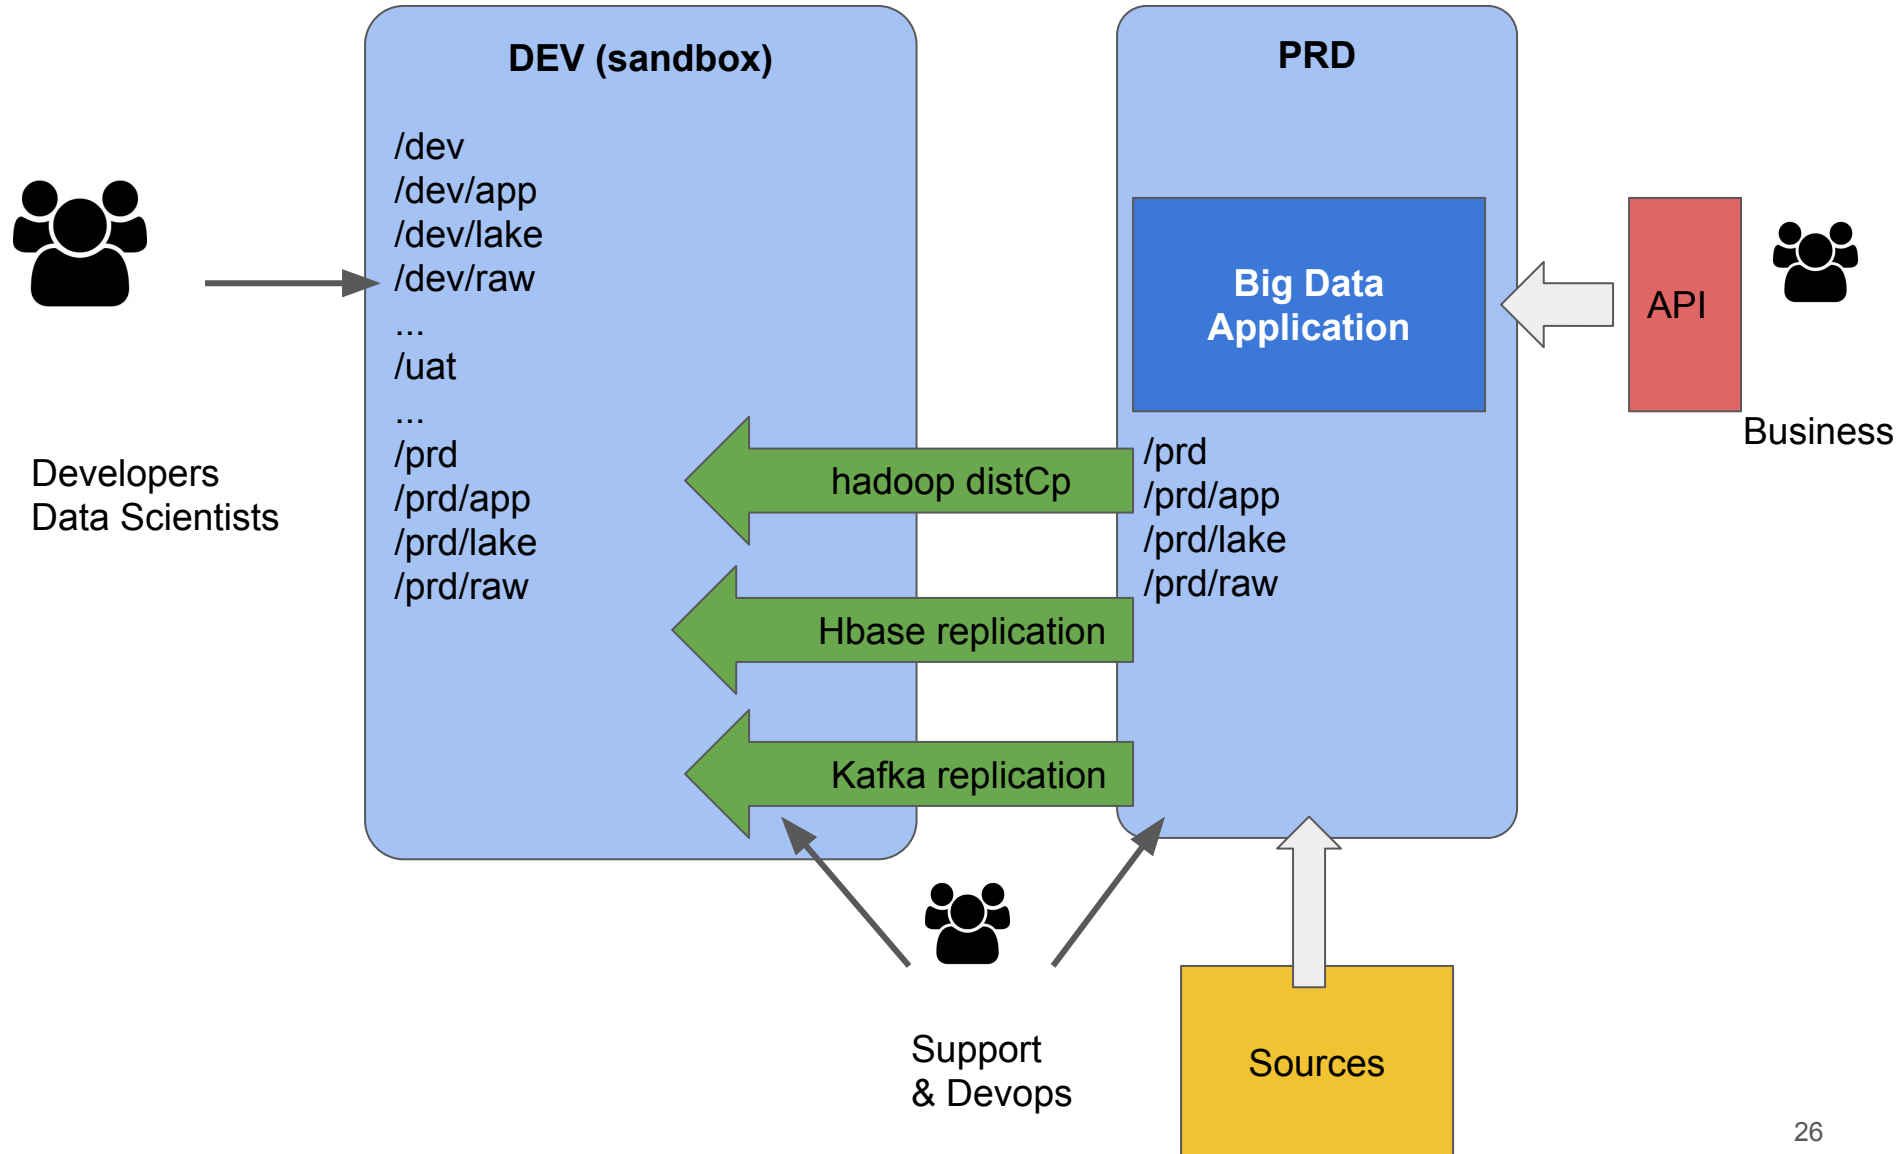 DEV (sandbox)
/dev
/dev/app
/dev/lake
/dev/raw
...
/uat
...
/prd
/prd/app
/prd/lake
/prd/raw
Developers
Data Scientists
hadoop distCp
Hbase replication
Kafka replication
PRD
Big Data
Application
/prd
/prd/app
/prd/lake
/prd/raw
API
Business
Support
& Devops
Sources
26